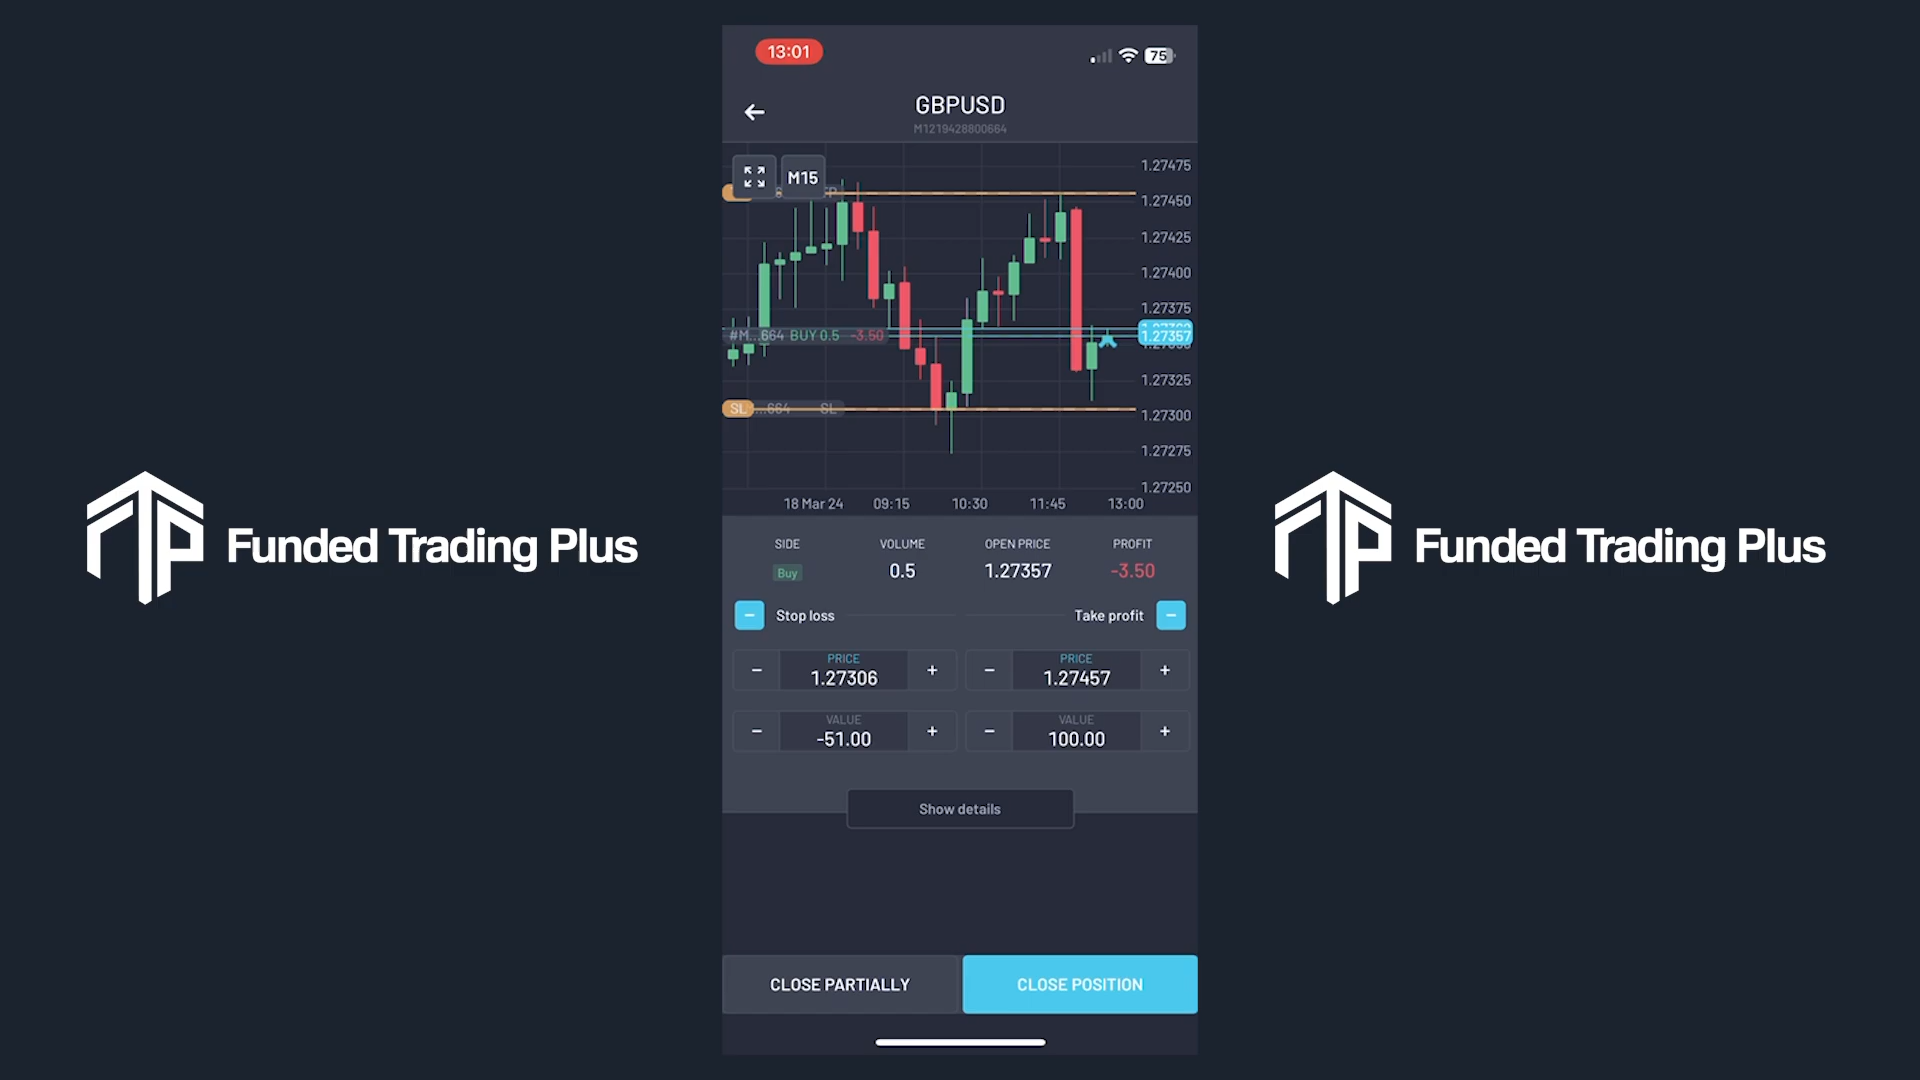 13:01
75
GBPUSD
M1219428800664
M15
TP
1.27475
1.27450
1.27425
1.27400
1.27375
1.27357
1.27325
1.27300
1.27275
1.27250
#M...664 BUY 0.5 -3.50
SL ...664 SL
18 Mar 24 09:15 10:30 11:45 13:00
SIDE VOLUME OPEN PRICE PROFIT
Buy 0.5 1.27357 -3.50
Stop loss Take profit
PRICE PRICE
- 1.27306 + - 1.27457 +
VALUE VALUE
- -51.00 + - 100.00 +
Show details
CLOSE PARTIALLY CLOSE POSITION
Funded Trading Plus
Funded Trading Plus